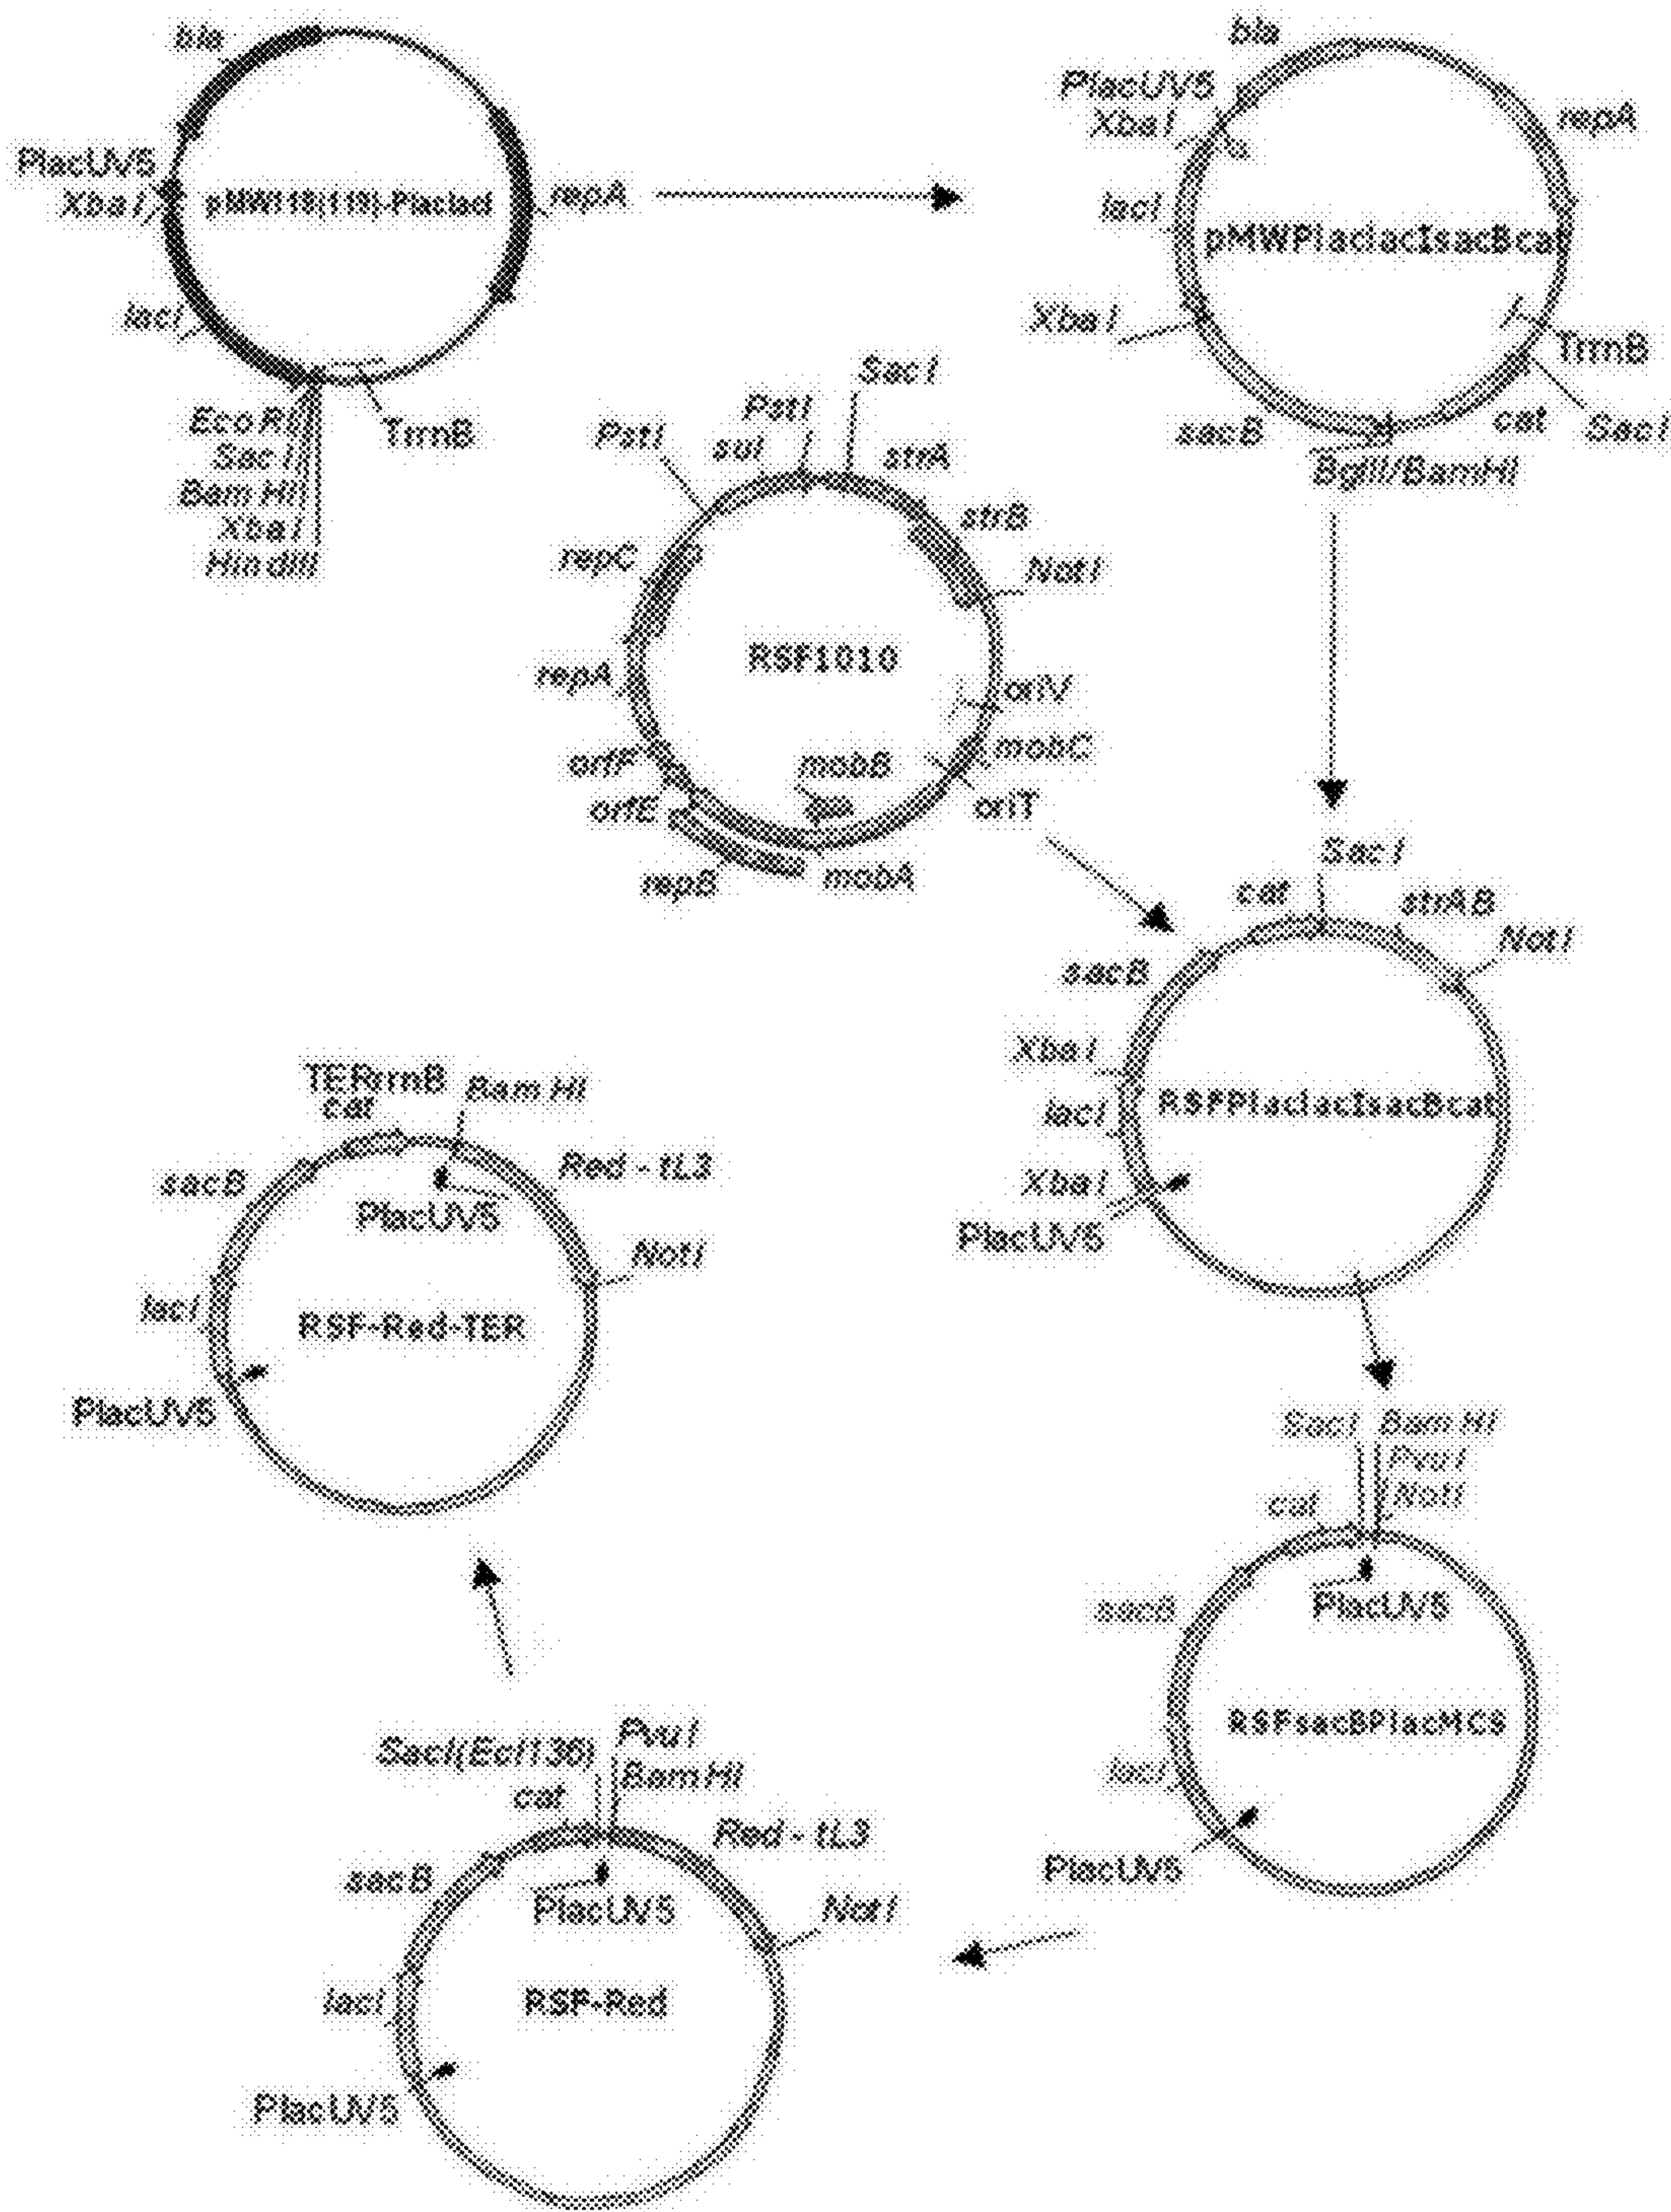 bla
PlacUV5
XbaI
pMW118(119)-PlaclacI
repA
lacI
EcoRI
SacI
BamHI
XbaI
HindIII
TrrnB
bla
PlacUV5
XbaI
repA
lacI
pMWPlaclacIsacBcat
XbaI
TrrnB
sacB
cat
SacI
BglII/BamHI
SacI
PstI
PstI
sul
strA
strB
repC
NotI
RSF1010
repA
oriV
mobC
mobB
orfF
orfE
oriT
repB
mobA
SacI
cat
strAB
NotI
sacB
XbaI
lacI
RSFPlaclacIsacBcat
XbaI
PlacUV5
TERrrnB
cat
BamHI
sacB
Red-tL3
PlacUV5
NotI
lacI
RSF-Red-TER
PlacUV5
SacI
BamHI
PvuI
NotI
cat
PlacUV5
sacB
RSFsacBPlacMCS
lacI
PlacUV5
SacI(Ecl136)
PvuI
BamHI
cat
Red-tL3
sacB
PlacUV5
NotI
lacI
RSF-Red
PlacUV5